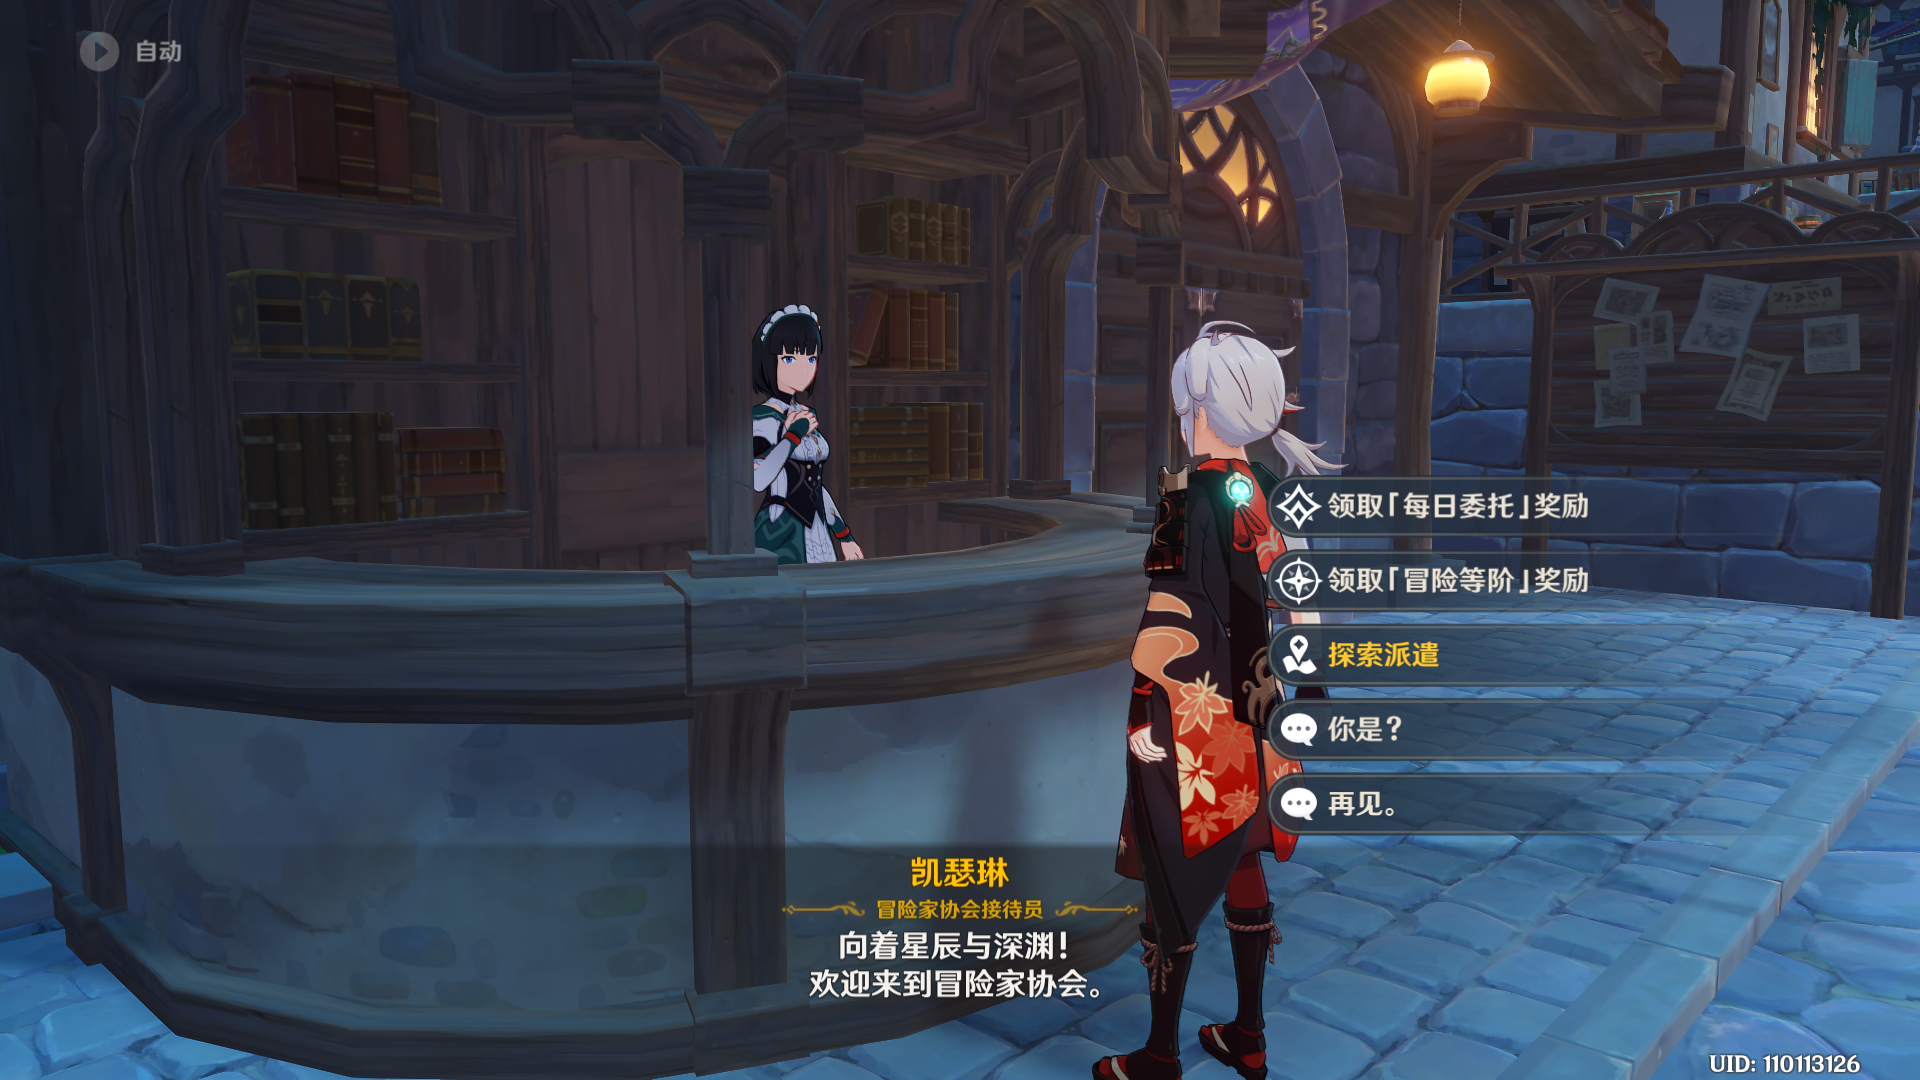 自动
领取「每日委托」奖励
领取「冒险等阶」奖励
探索派遣
你是？
再见。
凯瑟琳
冒险家协会接待员
向着星辰与深渊！
欢迎来到冒险家协会。
UID: 110113126